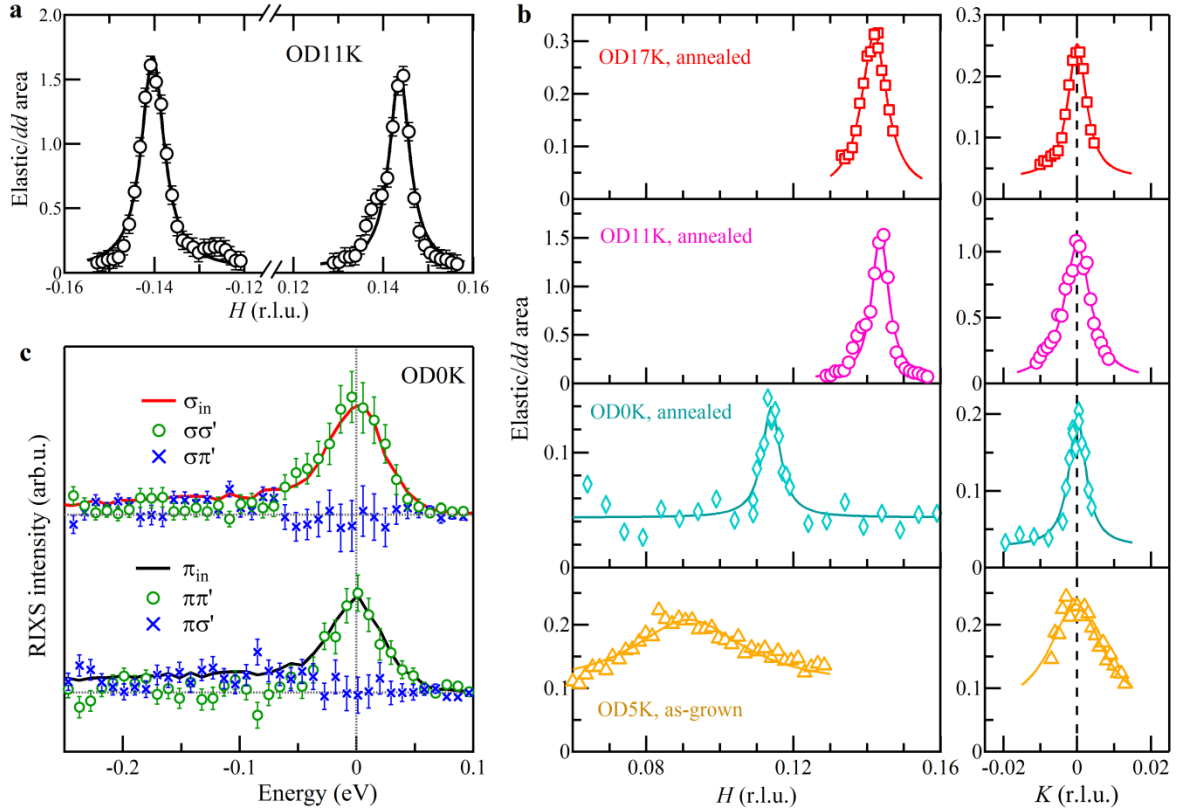 a
OD11K
Elastic/dd area
2.0
1.5
1.0
0.5
0
-0.16
-0.14
-0.12
0.12
0.14
0.16
H (r.l.u.)
b
OD17K, annealed
0.3
0.2
0.1
0
0.3
0.2
0.1
0
OD11K, annealed
1.5
1.0
0.5
0
1.0
0.5
0
Elastic/dd area
OD0K, annealed
0.1
0
0.2
0.1
0
OD5K, as-grown
0.3
0.2
0.1
0
0.3
0.2
0.1
0
0.08
0.12
0.16
H (r.l.u.)
-0.02
0
0.02
K (r.l.u.)
c
OD0K
RIXS intensity (arb.u.)
σin
σσ'
σπ'
πin
ππ'
πσ'
-0.2
-0.1
0
0.1
Energy (eV)